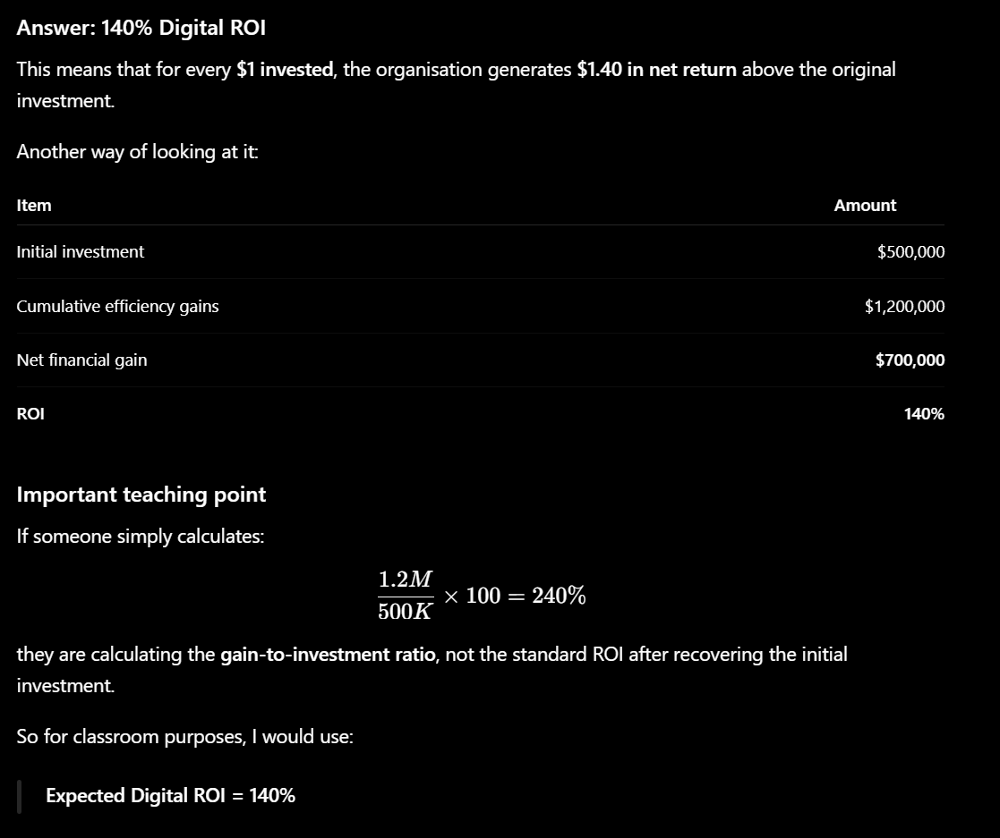 Answer: 140% Digital ROI
This means that for every $1 invested, the organisation generates $1.40 in net return above the original
investment.
Another way of looking at it:
Item Amount
Initial investment $500,000
Cumulative efficiency gains $1,200,000
Net financial gain $700,000
ROI 140%
Important teaching point
If someone simply calculates:
1.2M
500K
× 100 = 240%
they are calculating the gain-to-investment ratio, not the standard ROI after recovering the initial
investment.
So for classroom purposes, I would use:
Expected Digital ROI = 140%